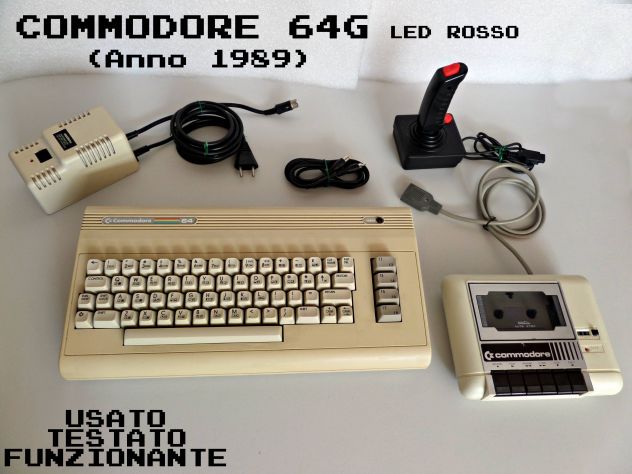 COMMODORE 64G LED ROSSO
(Anno 1989)
Commodore 64
commodore
USATO
TESTATO
FUNZIONANTE